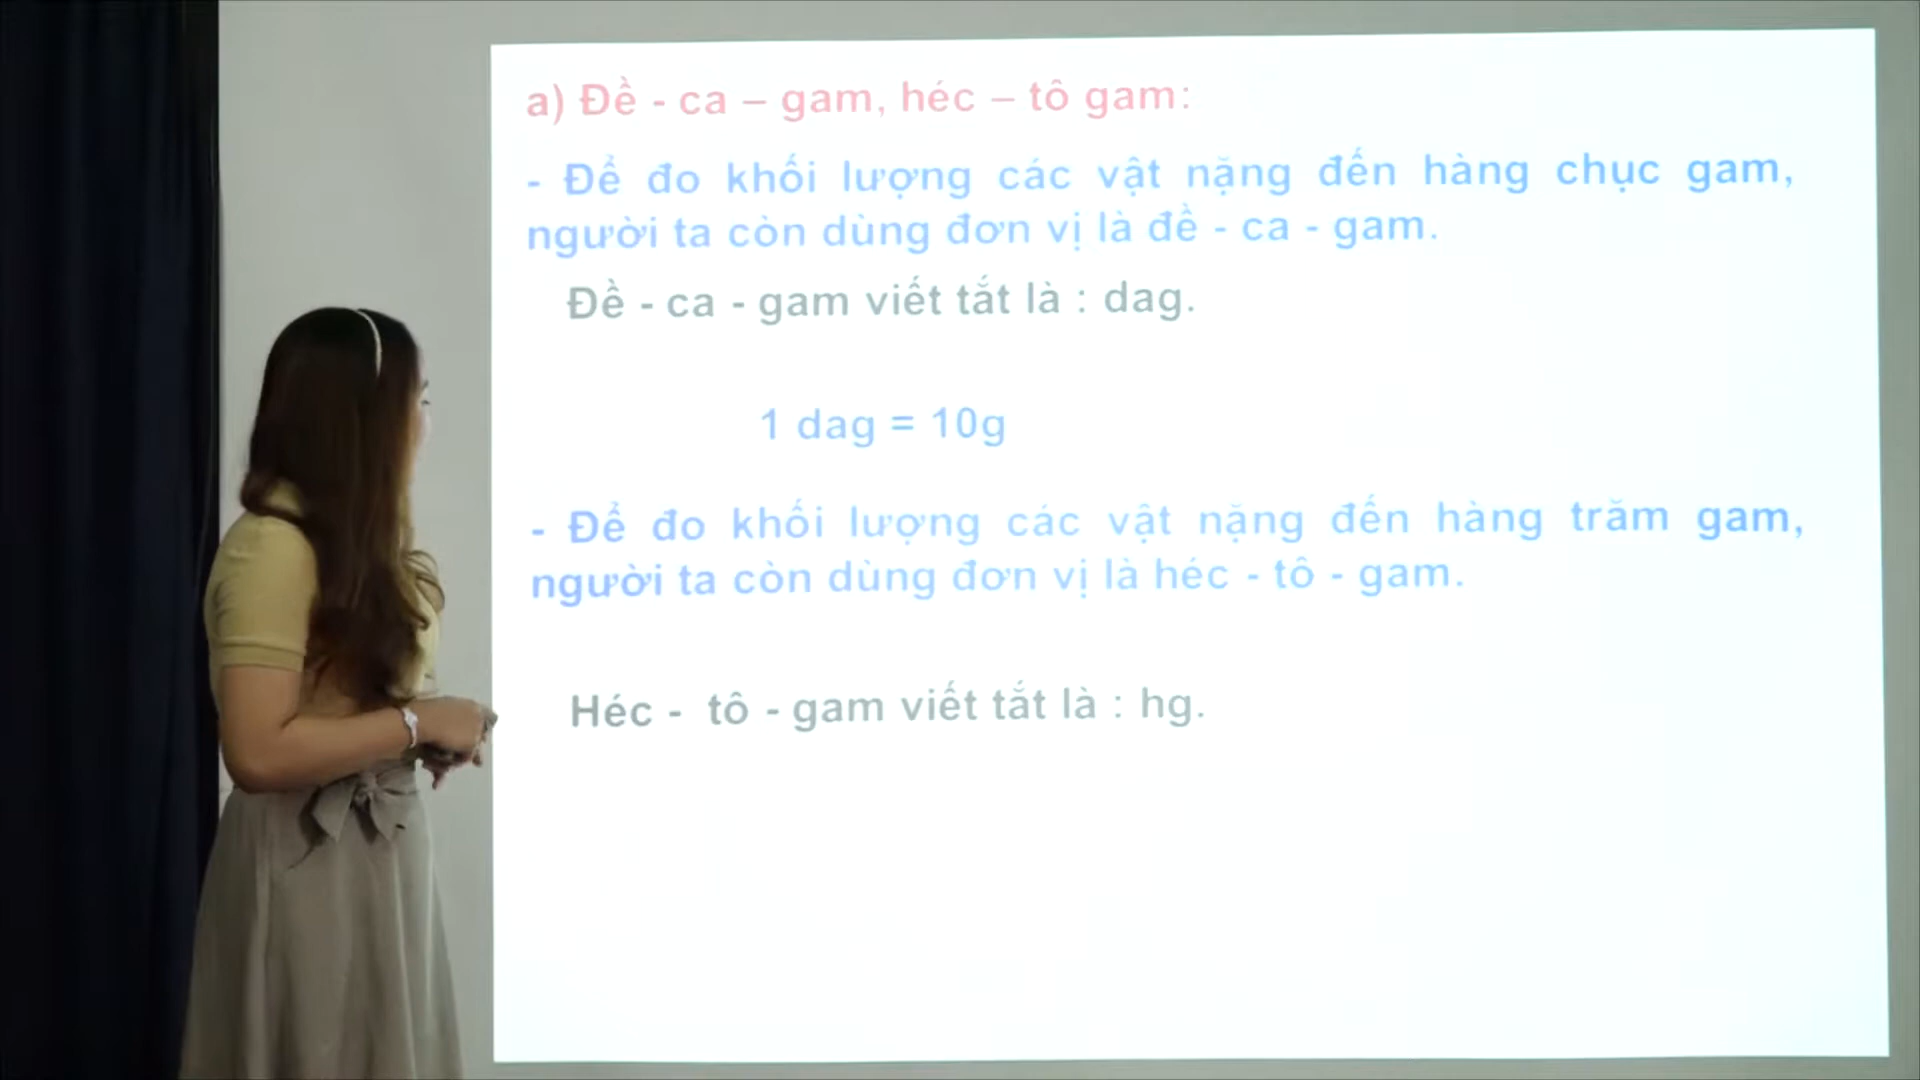 a) Đề - ca – gam, héc – tô gam:
- Để đo khối lượng các vật nặng đến hàng chục gam,
người ta còn dùng đơn vị là đề - ca - gam.
Đề - ca - gam viết tắt là : dag.
1 dag = 10g
- Để đo khối lượng các vật nặng đến hàng trăm gam,
người ta còn dùng đơn vị là héc - tô - gam.
Héc - tô - gam viết tắt là : hg.